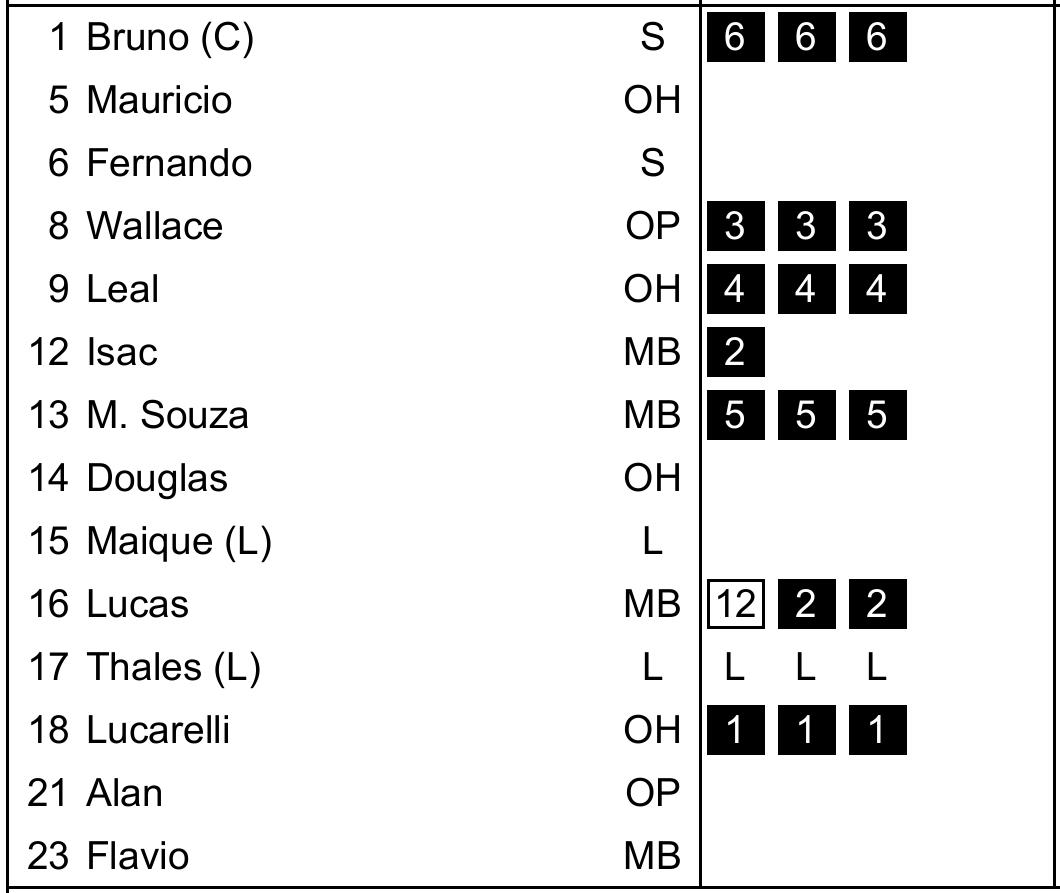 1 Bruno (C) S 6 6 6
5 Mauricio OH
6 Fernando S
8 Wallace OP 3 3 3
9 Leal OH 4 4 4
12 Isac MB 2
13 M. Souza MB 5 5 5
14 Douglas OH
15 Maique (L) L
16 Lucas MB 12 2 2
17 Thales (L) L L L L
18 Lucarelli OH 1 1 1
21 Alan OP
23 Flavio MB